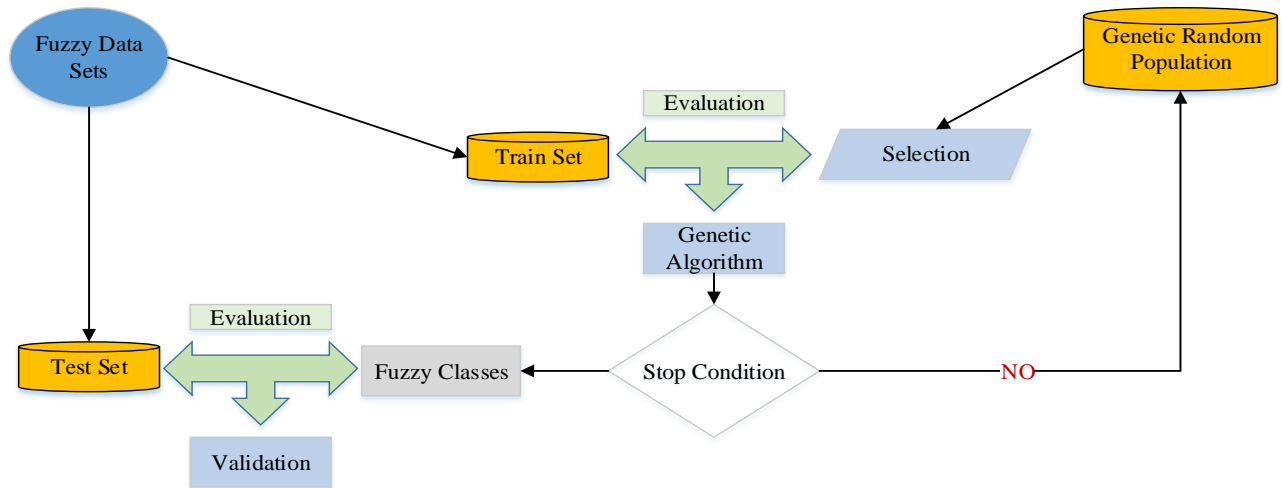 Fuzzy Data
Sets
Genetic Random
Population
Evaluation
Train Set
Selection
Genetic
Algorithm
Evaluation
Test Set
Fuzzy Classes
Stop Condition
NO
Validation